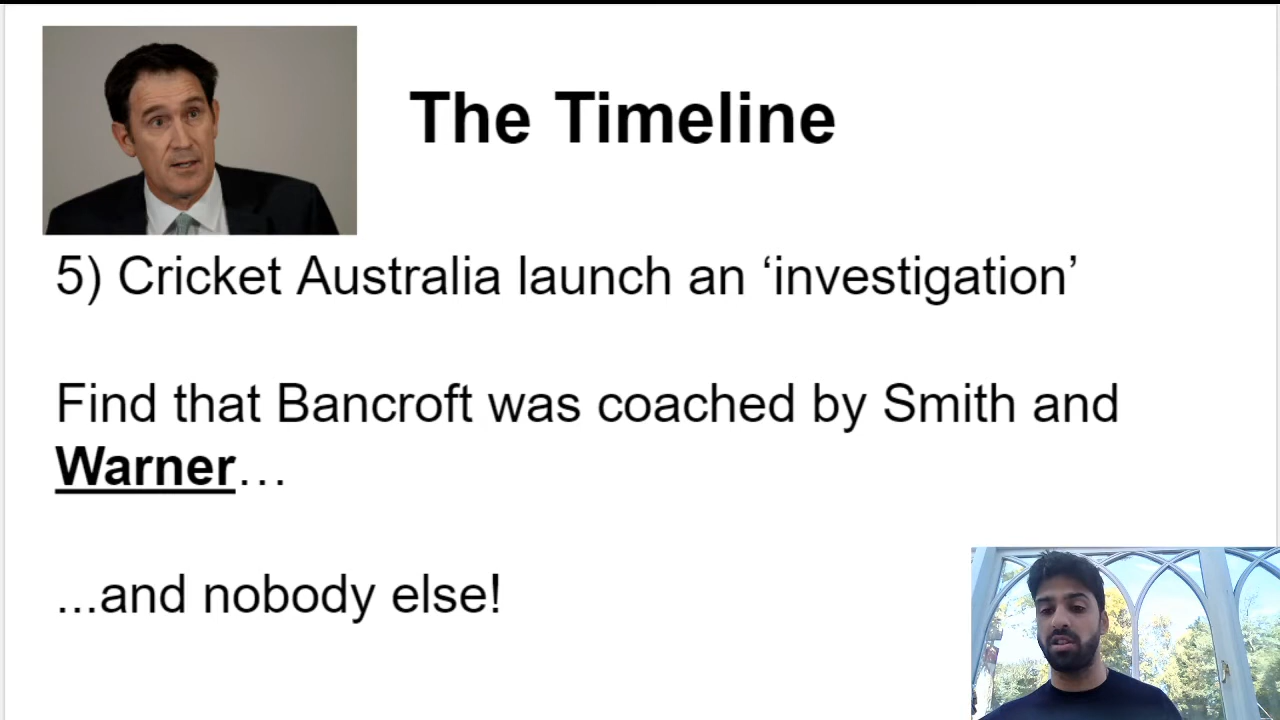 The Timeline
5) Cricket Australia launch an ‘investigation’
Find that Bancroft was coached by Smith and
Warner…
...and nobody else!